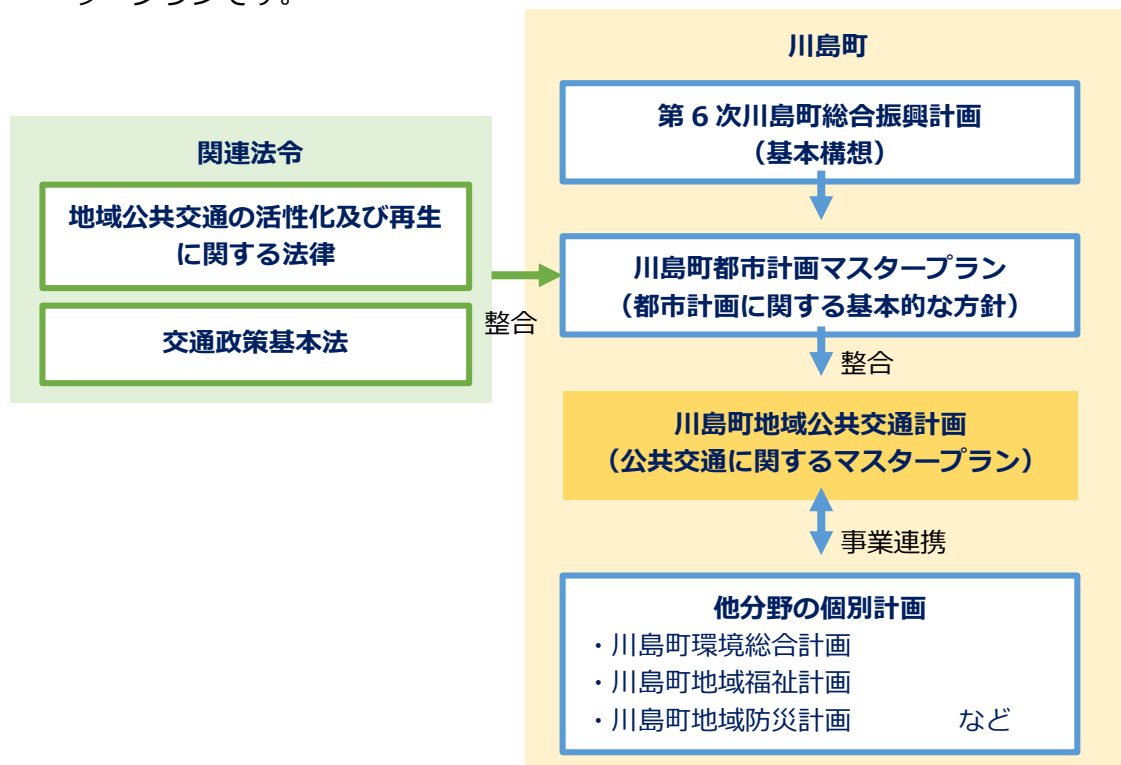 タープランです。
関連法令
地域公共交通の活性化及び再生
に関する法律
交通政策基本法
整合
川島町
第 6 次川島町総合振興計画
（基本構想）
川島町都市計画マスタープラン
（都市計画に関する基本的な方針）
整合
川島町地域公共交通計画
（公共交通に関するマスタープラン）
事業連携
他分野の個別計画
・川島町環境総合計画
・川島町地域福祉計画
・川島町地域防災計画 など